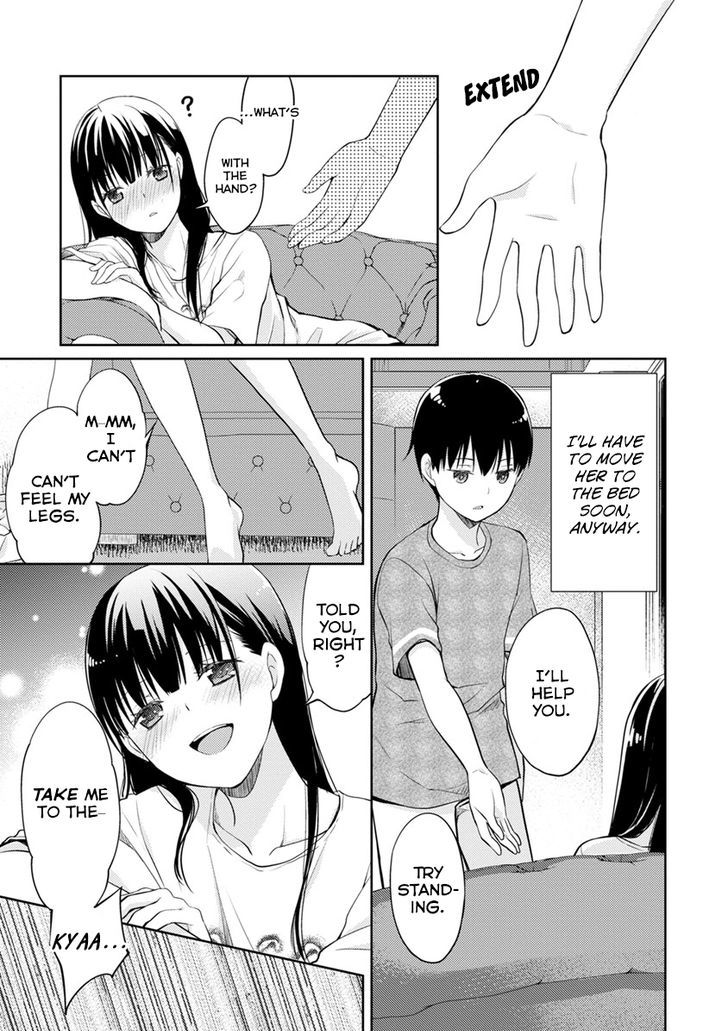 EXTEND
?
...WHAT'S
WITH
THE
HAND?
I'LL HAVE
TO MOVE
HER TO
THE BED
SOON,
ANYWAY.
I'LL
HELP
YOU.
TRY
STAND-
ING.
M-MM,
I
CAN'T
CAN'T
FEEL MY
LEGS.
TOLD
YOU,
RIGHT
?
TAKE ME
TO THE—
KYAA...